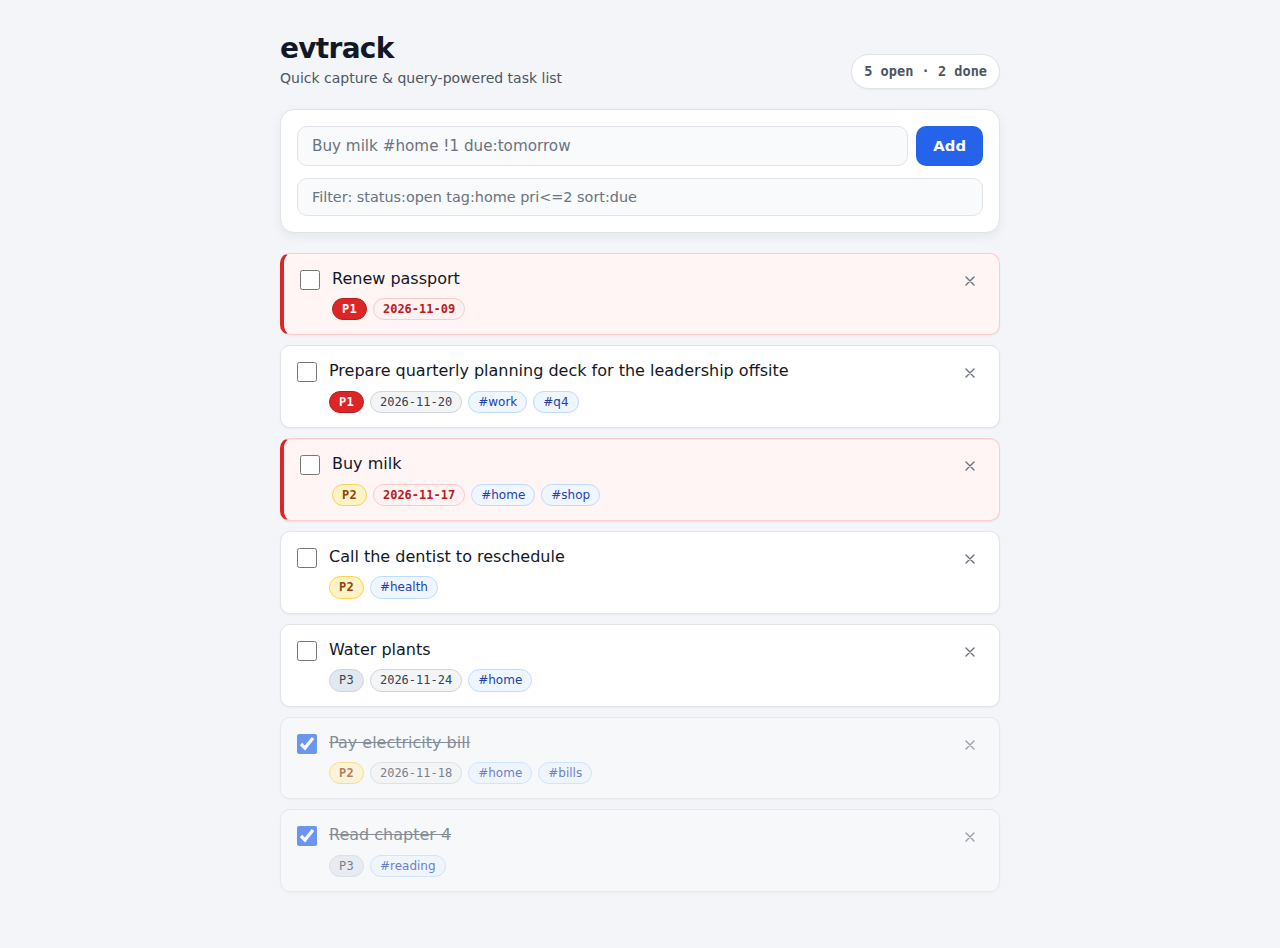 evtrack
Quick capture & query-powered task list
5 open · 2 done
Buy milk #home !1 due:tomorrow
Add
Filter: status:open tag:home pri<=2 sort:due
Renew passport
P1 2026-11-09
Prepare quarterly planning deck for the leadership offsite
P1 2026-11-20 #work #q4
Buy milk
P2 2026-11-17 #home #shop
Call the dentist to reschedule
P2 #health
Water plants
P3 2026-11-24 #home
Pay electricity bill
P2 2026-11-18 #home #bills
Read chapter 4
P3 #reading